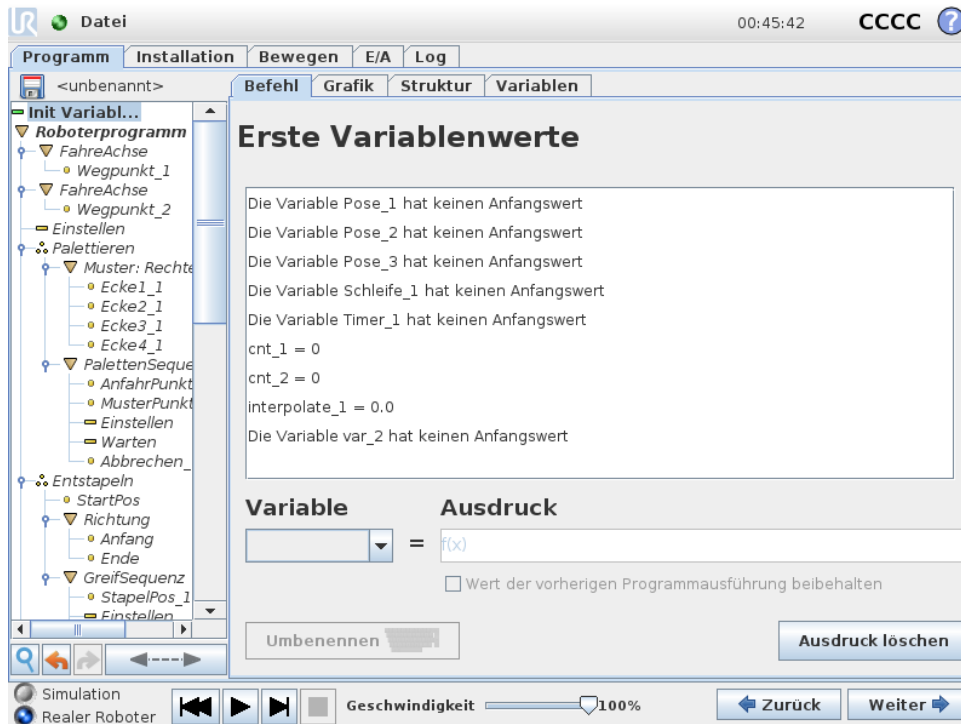 UR Datei 00:45:42 CCCC ?
Programm Installation Bewegen E/A Log
<unbenannt>
Befehl Grafik Struktur Variablen
Init Variabl...
Roboterprogramm
FahreAchse
Wegpunkt_1
FahreAchse
Wegpunkt_2
Einstellen
Palettieren
Muster: Rechte
Ecke1_1
Ecke2_1
Ecke3_1
Ecke4_1
PalettenSeque
AnfahrPunkt
MusterPunkt
Einstellen
Warten
Abbrechen_
Entstapeln
StartPos
Richtung
Anfang
Ende
GreifSequenz
StapelPos_1
Einstellen
Erste Variablenwerte
Die Variable Pose_1 hat keinen Anfangswert
Die Variable Pose_2 hat keinen Anfangswert
Die Variable Pose_3 hat keinen Anfangswert
Die Variable Schleife_1 hat keinen Anfangswert
Die Variable Timer_1 hat keinen Anfangswert
cnt_1 = 0
cnt_2 = 0
interpolate_1 = 0.0
Die Variable var_2 hat keinen Anfangswert
Variable Ausdruck
= f(x)
Wert der vorherigen Programmausführung beibehalten
Umbenennen Ausdruck löschen
Simulation
Realer Roboter
Geschwindigkeit 100% Zurück Weiter